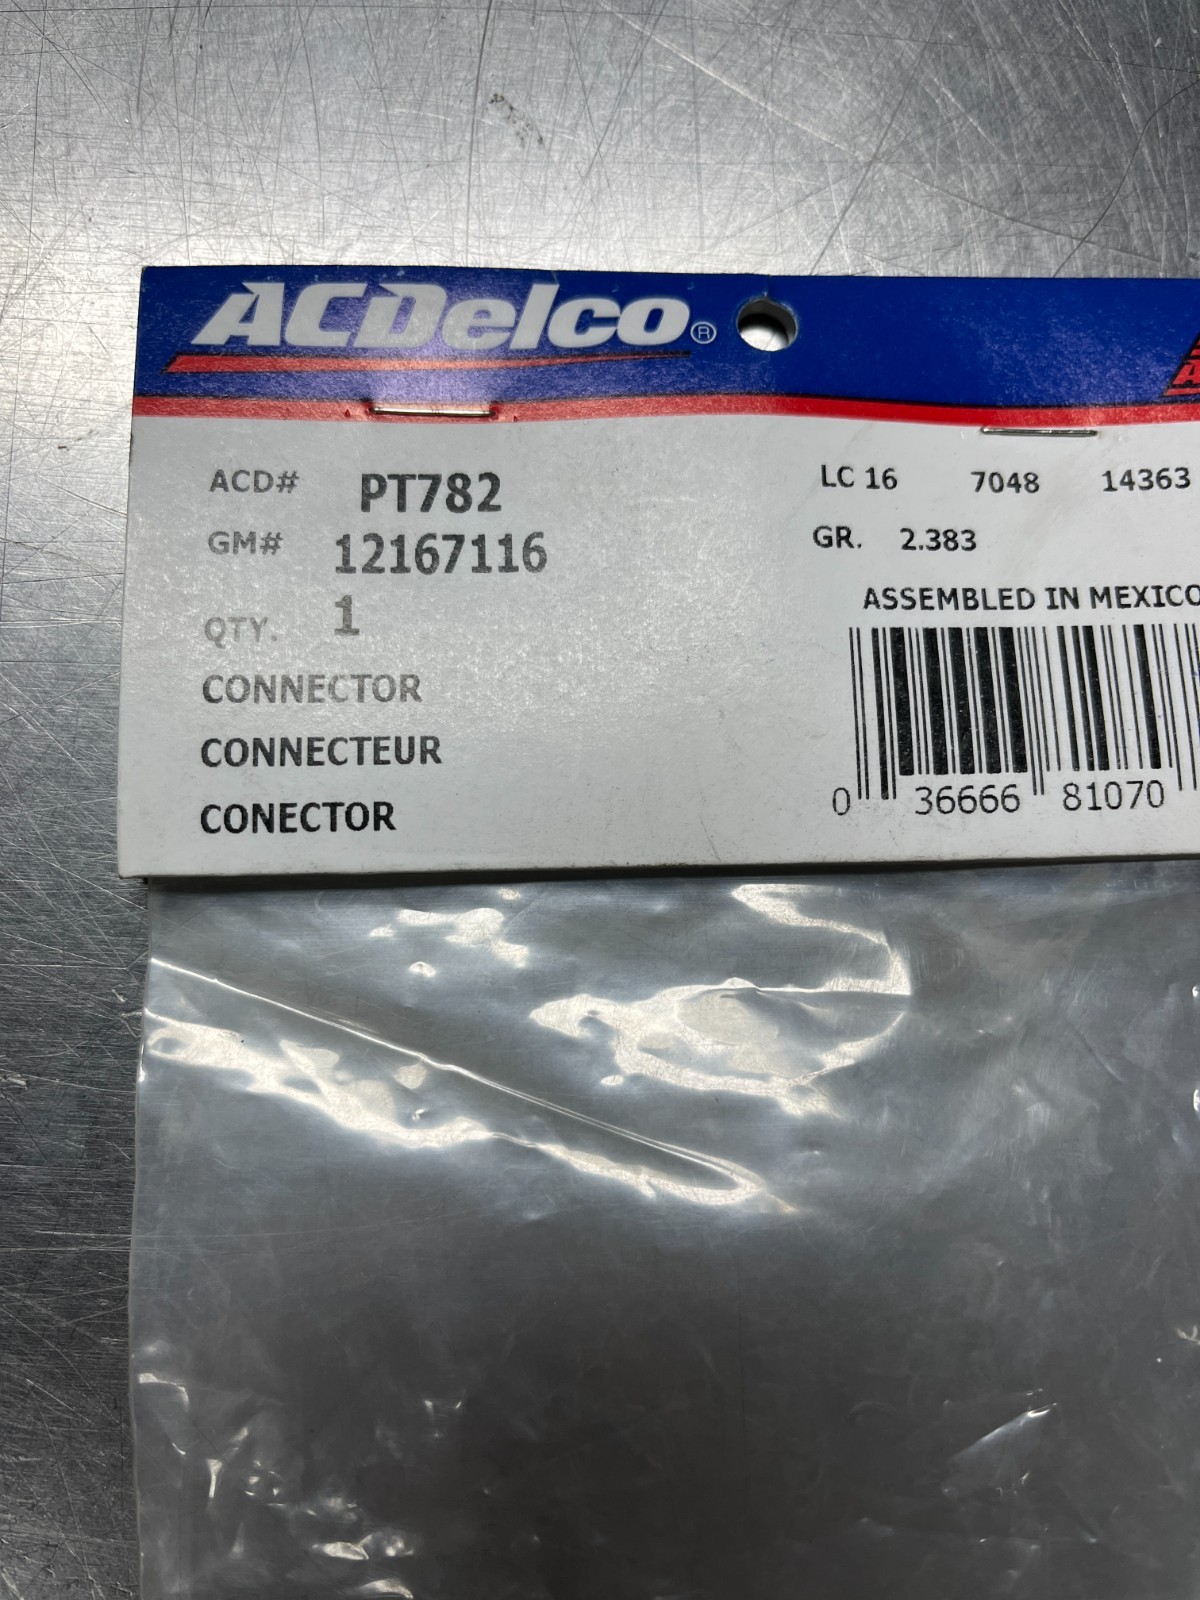 ACDelco®
ACD# PT782
GM# 12167116
QTY. 1
CONNECTOR
CONNECTEUR
CONECTOR
LC 16 7048 14363
GR. 2.383
ASSEMBLED IN MEXICO
0 36666 81070